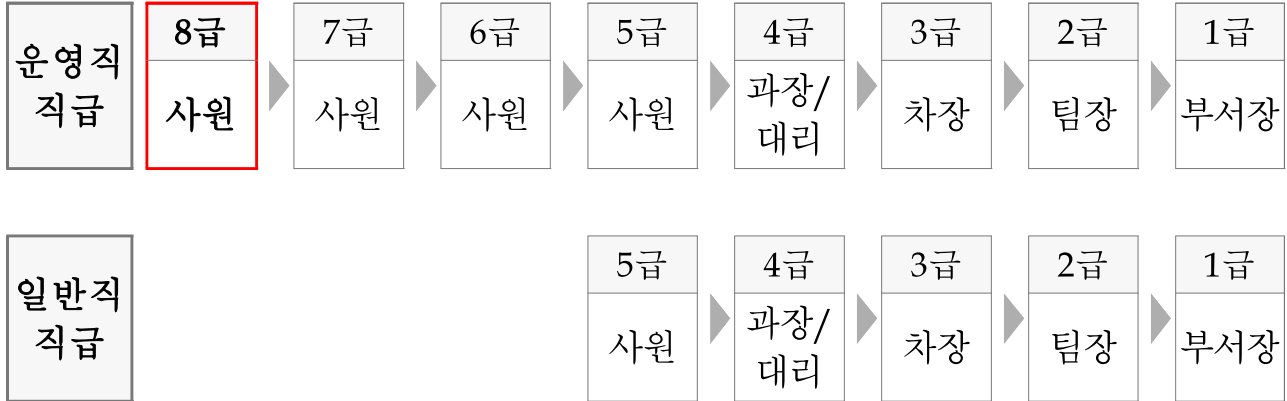 운영직
직급
8급
사원
7급
사원
6급
사원
5급
사원
4급
과장/
대리
3급
차장
2급
팀장
1급
부서장
일반직
직급
5급
사원
4급
과장/
대리
3급
차장
2급
팀장
1급
부서장